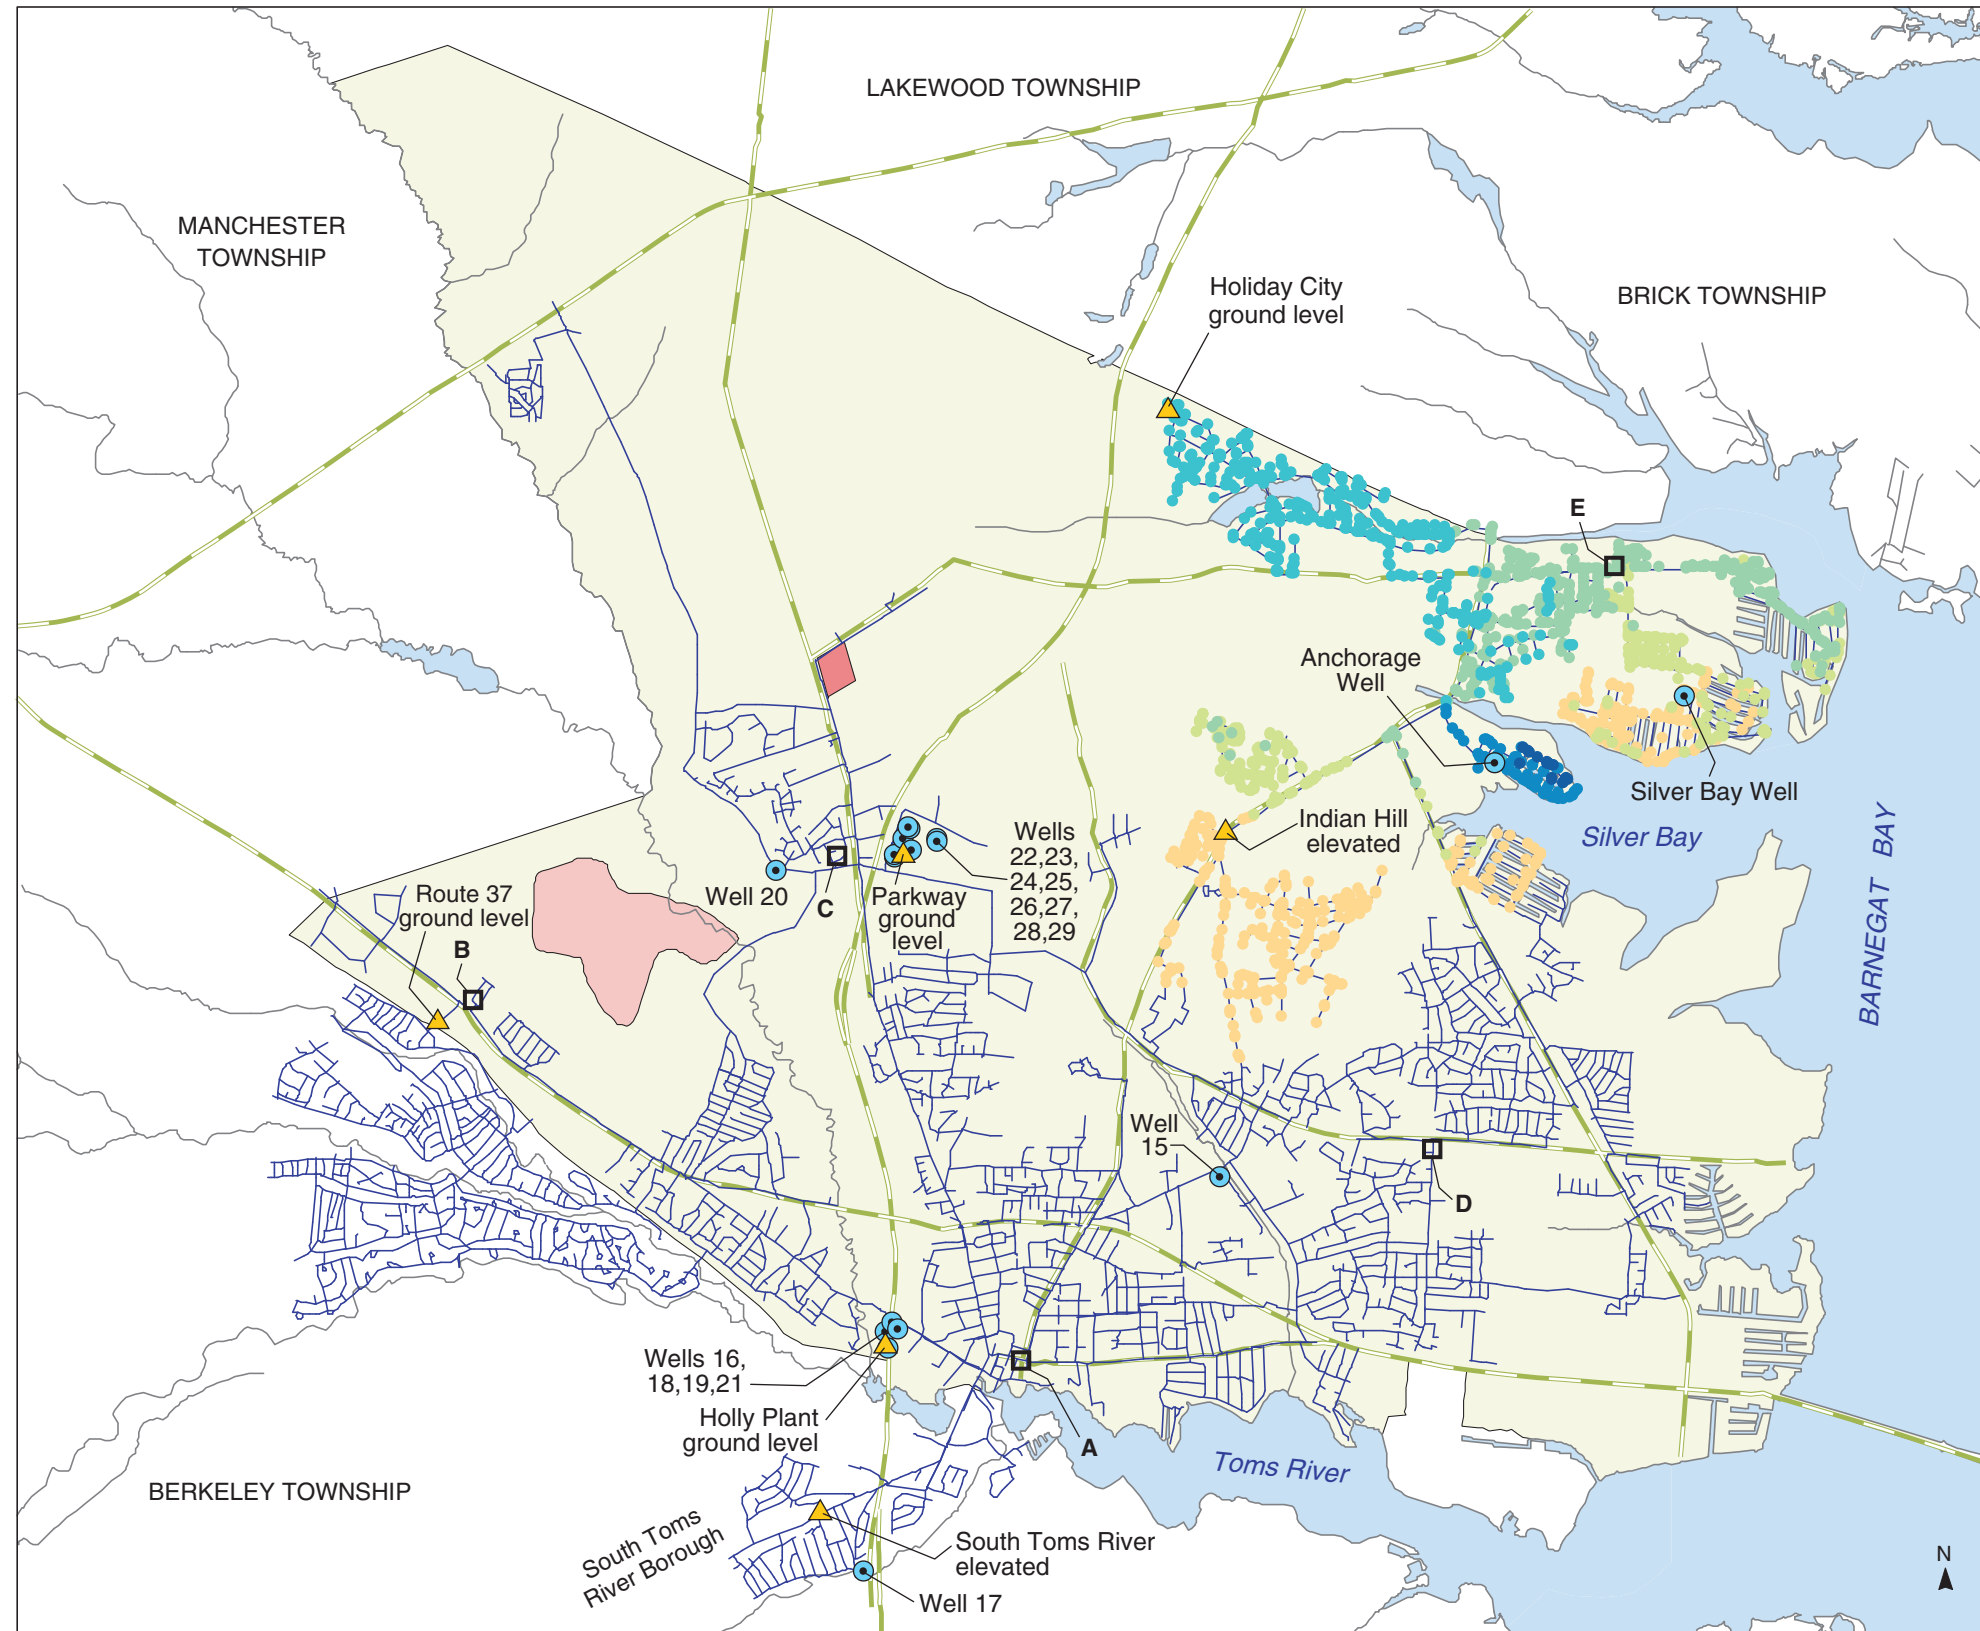 LAKEWOOD TOWNSHIP
MANCHESTER
TOWNSHIP
Holiday City
ground level
BRICK TOWNSHIP
E
Anchorage
Well
Silver Bay Well
Indian Hill
elevated
Silver Bay
BARNEGAT BAY
Wells
22,23,
24,25,
26,27,
28,29
Well 20
C
Parkway
ground
level
Route 37
ground level
B
Well
15
D
Wells 16,
18,19,21
Holly Plant
ground level
A
Toms River
BERKELEY TOWNSHIP
South Toms
River Borough
South Toms River
elevated
Well 17
N